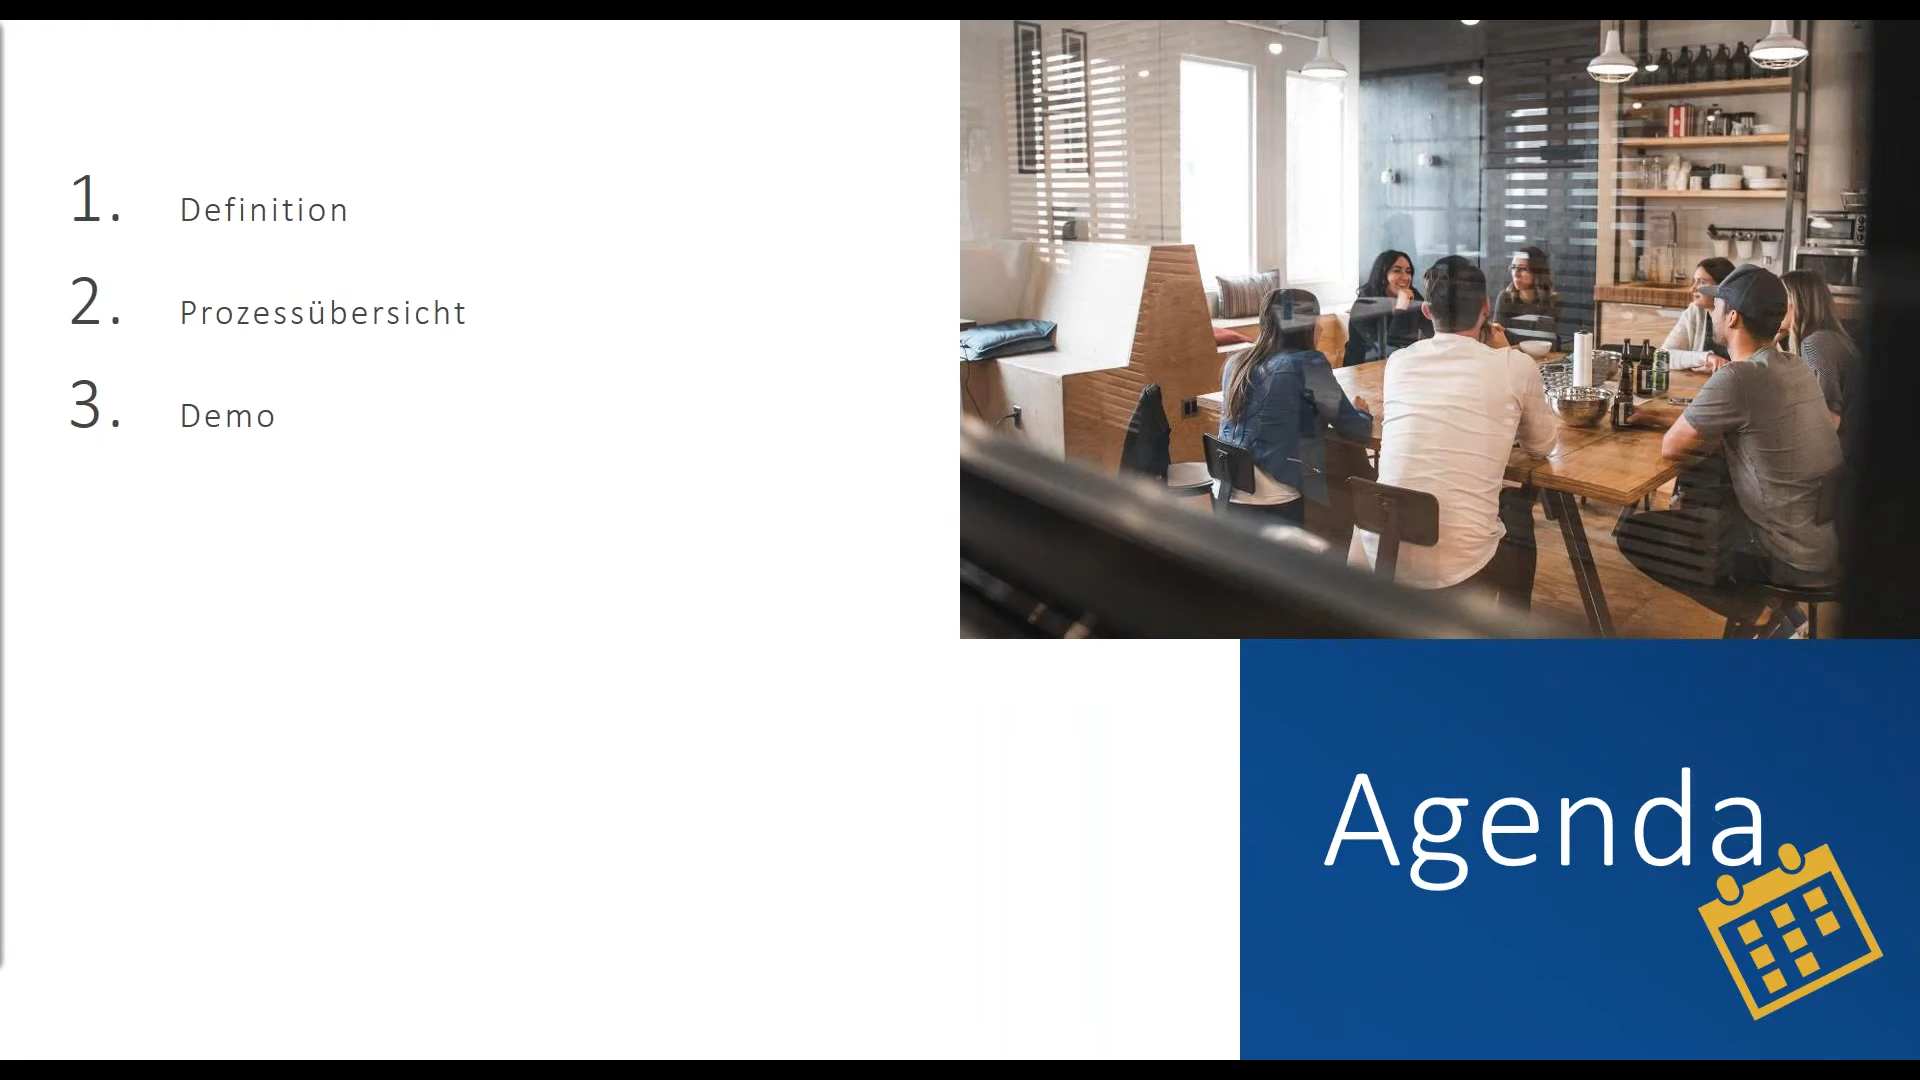 1. Definition
2. Prozessübersicht
3. Demo
Agenda